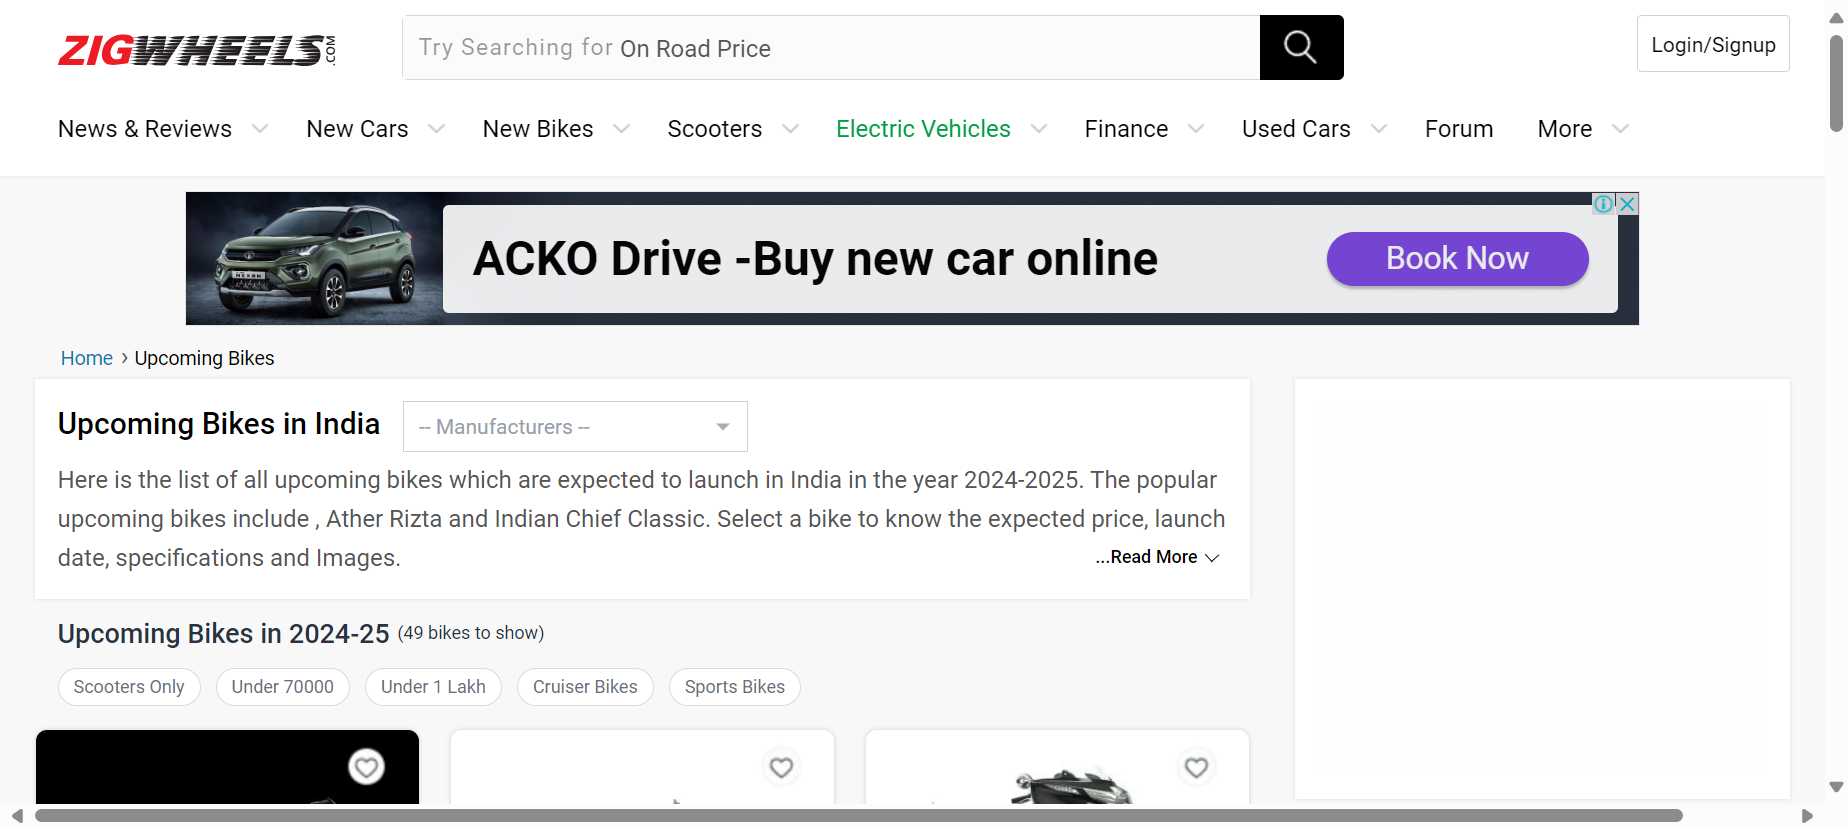 ZIGWHEELS.COM
Try Searching for On Road Price
Login/Signup
News & Reviews New Cars New Bikes Scooters Electric Vehicles Finance Used Cars Forum More
NEXON
ACKO Drive -Buy new car online
Book Now
Home › Upcoming Bikes
Upcoming Bikes in India
-- Manufacturers --
Here is the list of all upcoming bikes which are expected to launch in India in the year 2024-2025. The popular
upcoming bikes include , Ather Rizta and Indian Chief Classic. Select a bike to know the expected price, launch
date, specifications and Images.
...Read More
Upcoming Bikes in 2024-25 (49 bikes to show)
Scooters Only Under 70000 Under 1 Lakh Cruiser Bikes Sports Bikes